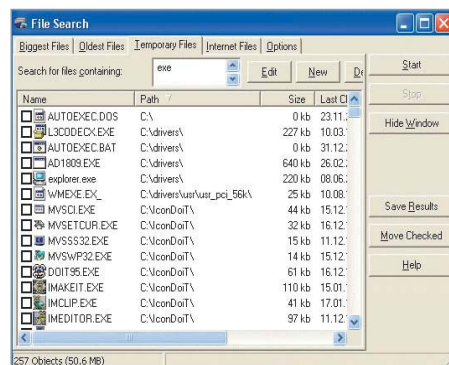 File Search
Biggest Files Oldest Files Temporary Files Internet Files Options
Search for files containing: exe Edit New De
Start
Stop
Hide Window
Save Results
Move Checked
Help
Name Path Size Last Cl
AUTOEXEC.DOS C:\ 0 kb 23.11.
L3CODECX.EXE C:\drivers\ 227 kb 10.03.
AUTOEXEC.BAT C:\drivers\ 0 kb 31.12.
AD1809.EXE C:\drivers\ 640 kb 26.02.
explorer.exe C:\drivers\ 220 kb 08.06.
WMEXE.EX_ C:\drivers\usr\usr_pci_56k\ 25 kb 10.08.
MVSCI.EXE C:\IconDoiT\ 44 kb 15.12.
MVSETCUR.EXE C:\IconDoiT\ 32 kb 16.12.
MVSSS32.EXE C:\IconDoiT\ 15 kb 11.12.
MVSWP32.EXE C:\IconDoiT\ 14 kb 15.12.
DOIT95.EXE C:\IconDoiT\ 61 kb 16.12.
IMAKEIT.EXE C:\IconDoiT\ 110 kb 15.01.
IMCLIP.EXE C:\IconDoiT\ 41 kb 17.01.
IMEDITOR.EXE C:\IconDoiT\ 97 kb 11.12.
257 Objects (50.6 MB)